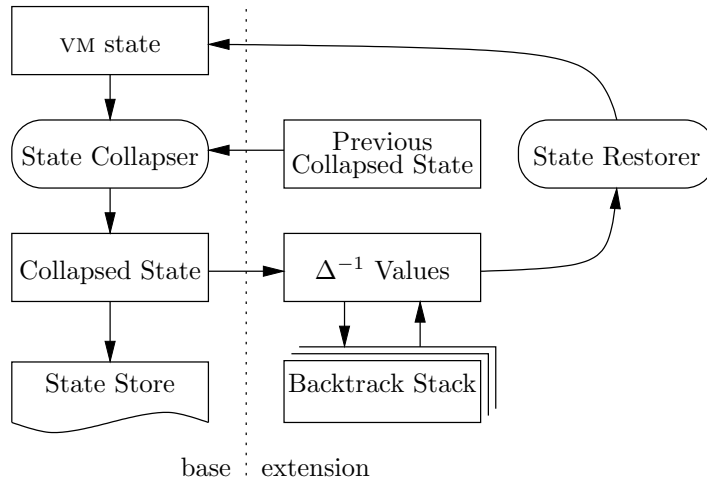 VM state
State Collapser
Previous
Collapsed State
State Restorer
Collapsed State
Δ⁻¹ Values
State Store
Backtrack Stack
base
extension